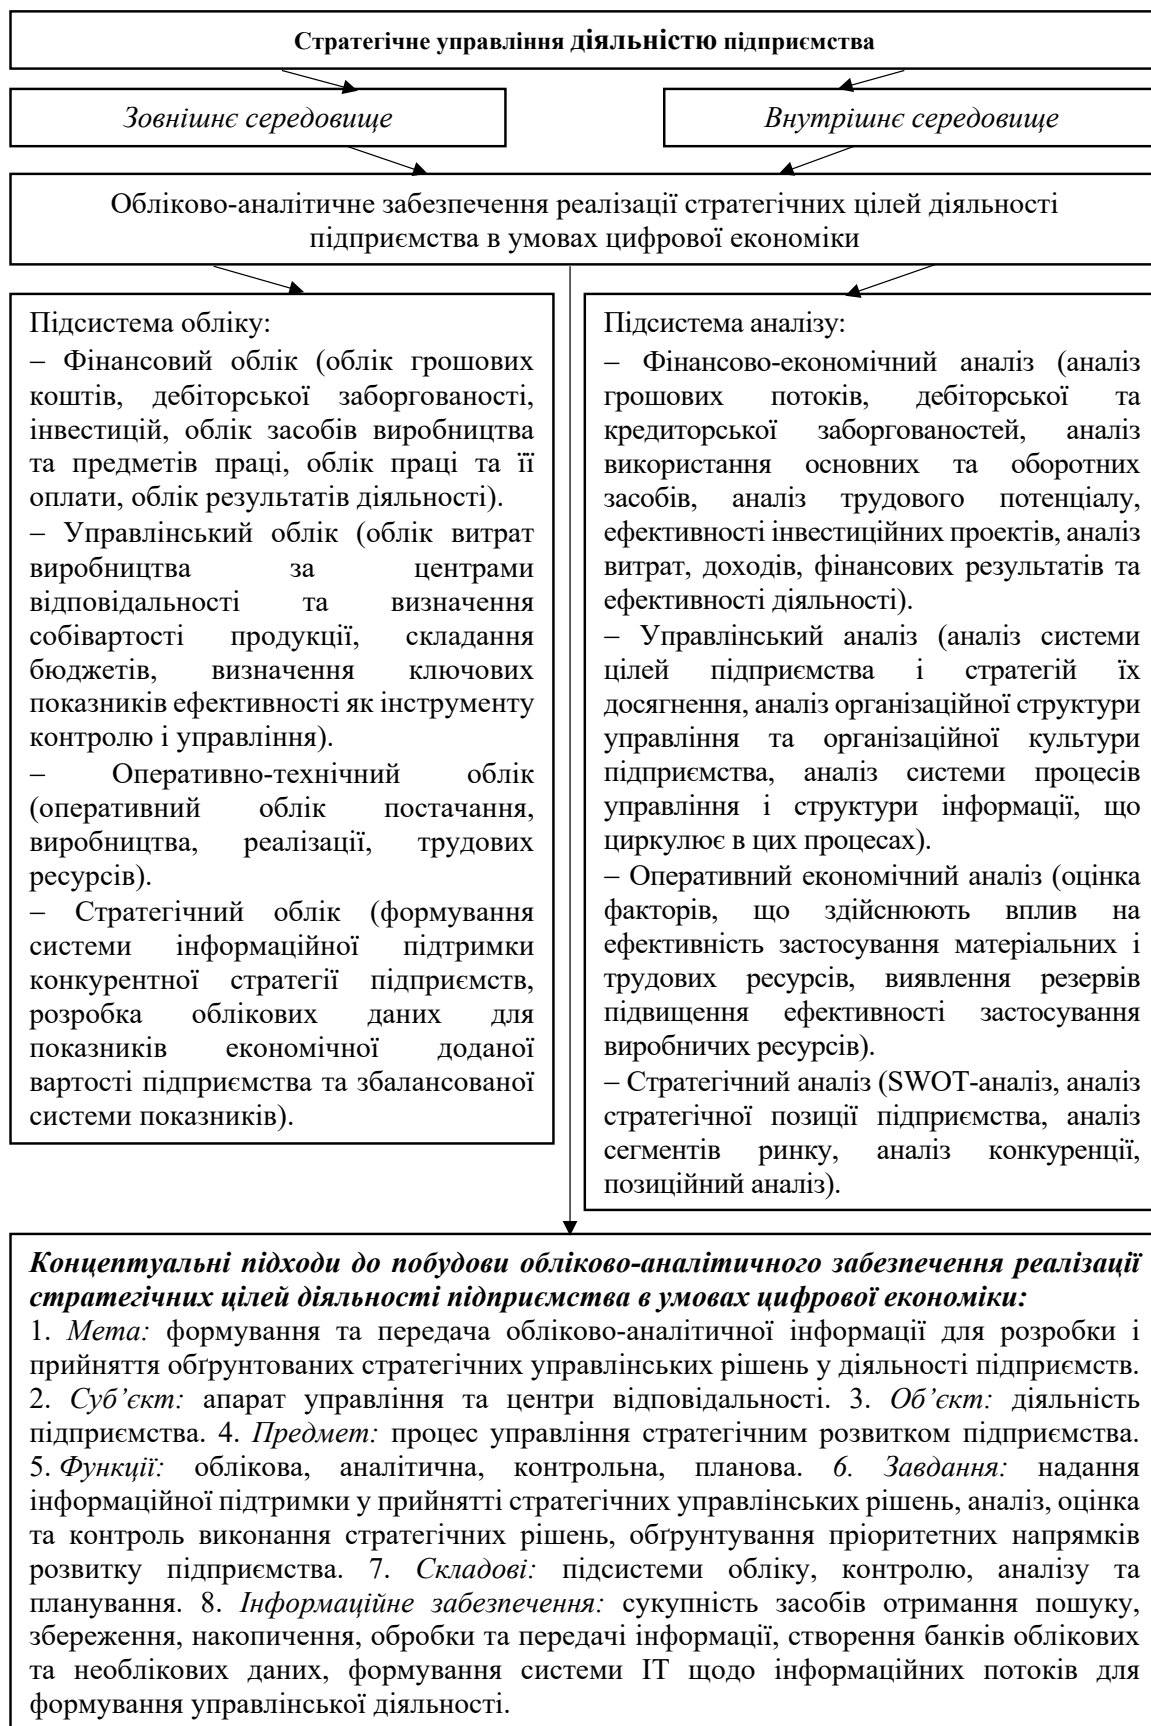 Стратегічне управління діяльністю підприємства
Зовнішнє середовище
Внутрішнє середовище
Обліково-аналітичне забезпечення реалізації стратегічних цілей діяльності
підприємства в умовах цифрової економіки
Підсистема обліку:
– Фінансовий облік (облік грошових
коштів, дебіторської заборгованості,
інвестицій, облік засобів виробництва
та предметів праці, облік праці та її
оплати, облік результатів діяльності).
– Управлінський облік (облік витрат
виробництва за центрами
відповідальності та визначення
собівартості продукції, складання
бюджетів, визначення ключових
показників ефективності як інструменту
контролю і управління).
– Оперативно-технічний облік
(оперативний облік постачання,
виробництва, реалізації, трудових
ресурсів).
– Стратегічний облік (формування
системи інформаційної підтримки
конкурентної стратегії підприємств,
розробка облікових даних для
показників економічної доданої
вартості підприємства та збалансованої
системи показників).
Підсистема аналізу:
– Фінансово-економічний аналіз (аналіз
грошових потоків, дебіторської та
кредиторської заборгованостей, аналіз
використання основних та оборотних
засобів, аналіз трудового потенціалу,
ефективності інвестиційних проектів, аналіз
витрат, доходів, фінансових результатів та
ефективності діяльності).
– Управлінський аналіз (аналіз системи
цілей підприємства і стратегій їх
досягнення, аналіз організаційної структури
управління та організаційної культури
підприємства, аналіз системи процесів
управління і структури інформації, що
циркулює в цих процесах).
– Оперативний економічний аналіз (оцінка
факторів, що здійснюють вплив на
ефективність застосування матеріальних і
трудових ресурсів, виявлення резервів
підвищення ефективності застосування
виробничих ресурсів).
– Стратегічний аналіз (SWOT-аналіз, аналіз
стратегічної позиції підприємства, аналіз
сегментів ринку, аналіз конкуренції,
позиційний аналіз).
Концептуальні підходи до побудови обліково-аналітичного забезпечення реалізації
стратегічних цілей діяльності підприємства в умовах цифрової економіки:
1. Мета: формування та передача обліково-аналітичної інформації для розробки і
прийняття обґрунтованих стратегічних управлінських рішень у діяльності підприємств.
2. Суб’єкт: апарат управління та центри відповідальності. 3. Об’єкт: діяльність
підприємства. 4. Предмет: процес управління стратегічним розвитком підприємства.
5. Функції: облікова, аналітична, контрольна, планова. 6. Завдання: надання
інформаційної підтримки у прийнятті стратегічних управлінських рішень, аналіз, оцінка
та контроль виконання стратегічних рішень, обґрунтування пріоритетних напрямків
розвитку підприємства. 7. Складові: підсистеми обліку, контролю, аналізу та
планування. 8. Інформаційне забезпечення: сукупність засобів отримання пошуку,
збереження, накопичення, обробки та передачі інформації, створення банків облікових
та необлікових даних, формування системи ІТ щодо інформаційних потоків для
формування управлінської діяльності.